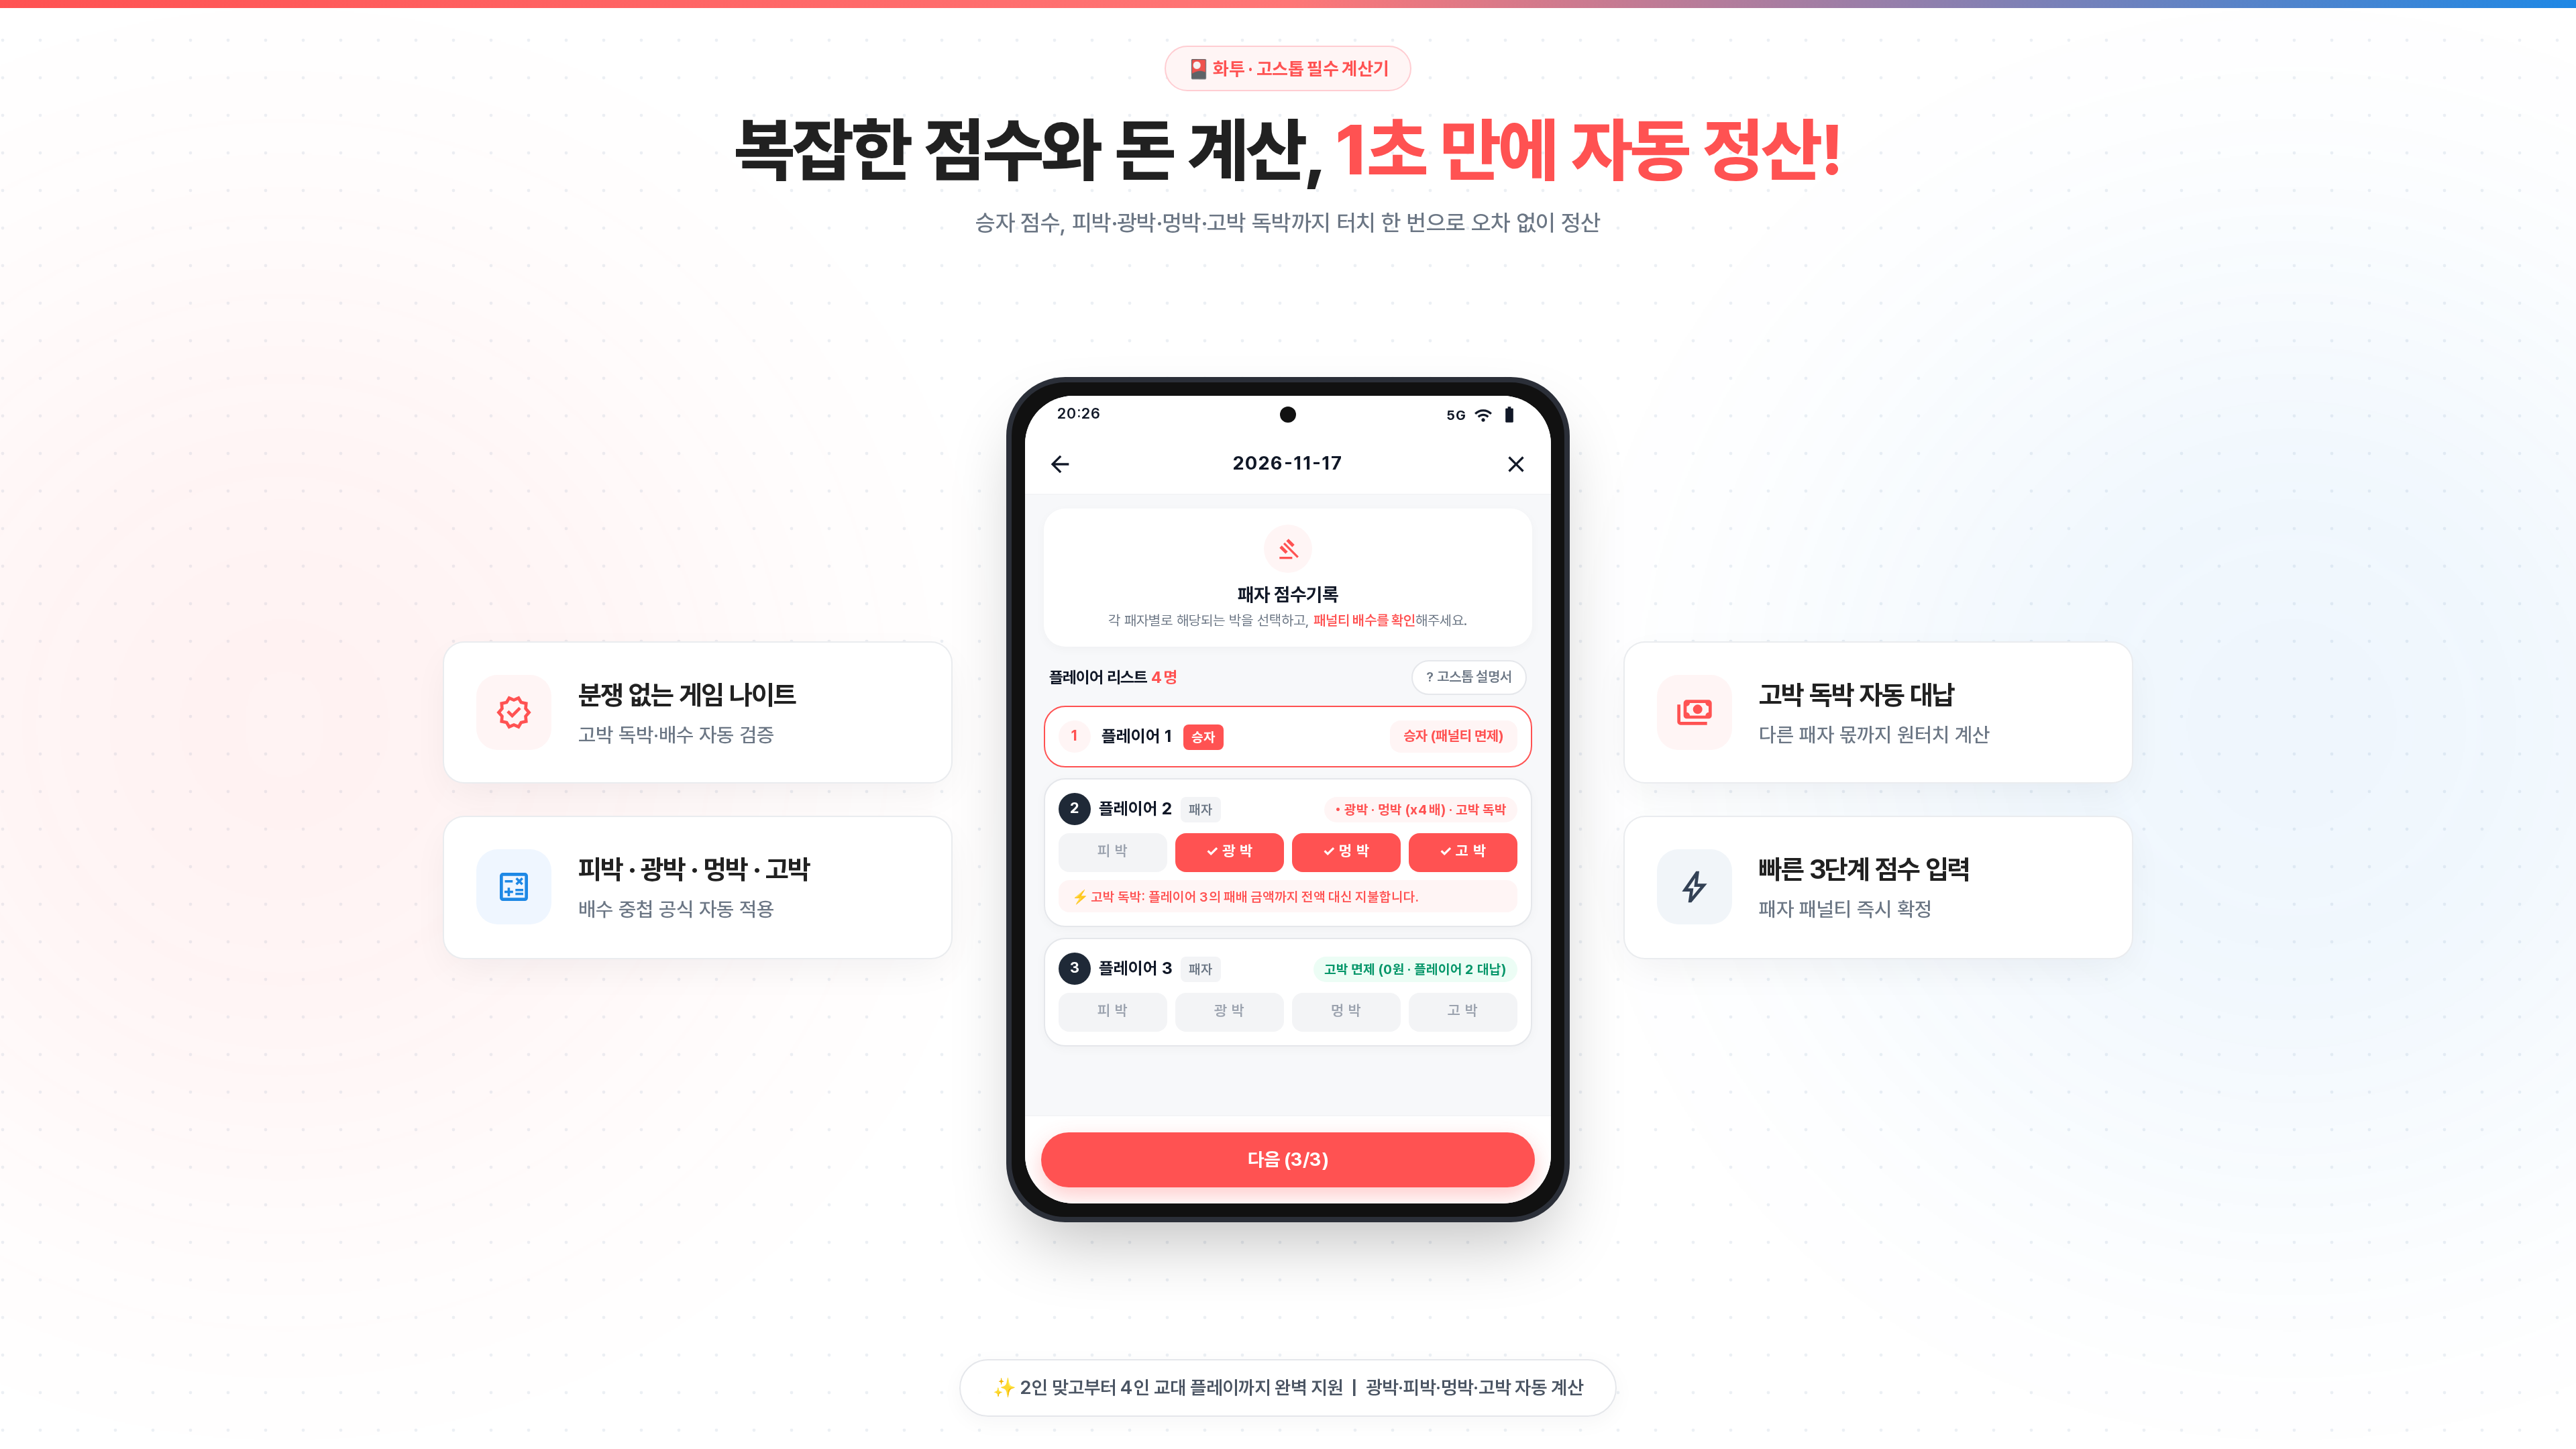 🎴 화투 · 고스톱 필수 계산기
복잡한 점수와 돈 계산, 1초 만에 자동 정산!
승자 점수, 피박·광박·멍박·고박 독박까지 터치 한 번으로 오차 없이 정산
분쟁 없는 게임 나이트
고박 독박·배수 자동 검증
피박 · 광박 · 멍박 · 고박
배수 중첩 공식 자동 적용
20:26
5G
2026-11-17
패자 점수기록
각 패자별로 해당되는 박을 선택하고, 패널티 배수를 확인해주세요.
플레이어 리스트 4명
? 고스톱 설명서
1 플레이어 1 승자
승자 (패널티 면제)
2 플레이어 2 패자
• 광박 · 멍박 (x4배) · 고박 독박
피 박 ✓ 광 박 ✓ 멍 박 ✓ 고 박
⚡ 고박 독박: 플레이어 3의 패배 금액까지 전액 대신 지불합니다.
3 플레이어 3 패자
고박 면제 (0원 · 플레이어 2 대납)
피 박 광 박 멍 박 고 박
다음 (3/3)
고박 독박 자동 대납
다른 패자 몫까지 원터치 계산
빠른 3단계 점수 입력
패자 패널티 즉시 확정
✨ 2인 맞고부터 4인 교대 플레이까지 완벽 지원 | 광박·피박·멍박·고박 자동 계산